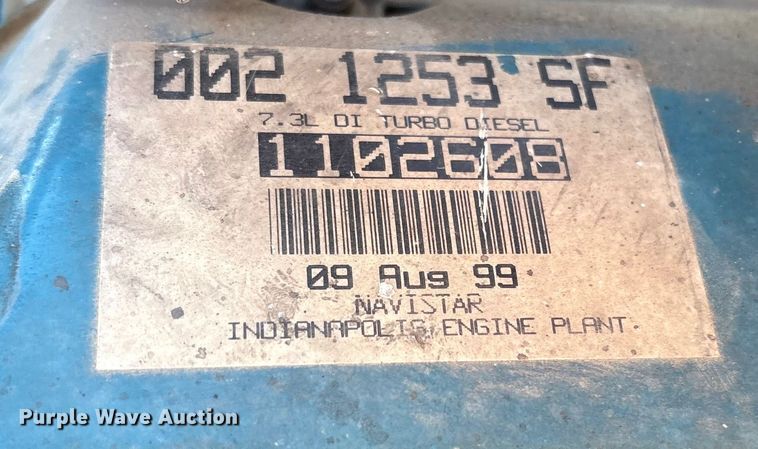 002 1253 SF
7.3L DI TURBO DIESEL
1102608
09 Aug 99
NAVISTAR
INDIANAPOLIS ENGINE PLANT
Purple Wave Auction